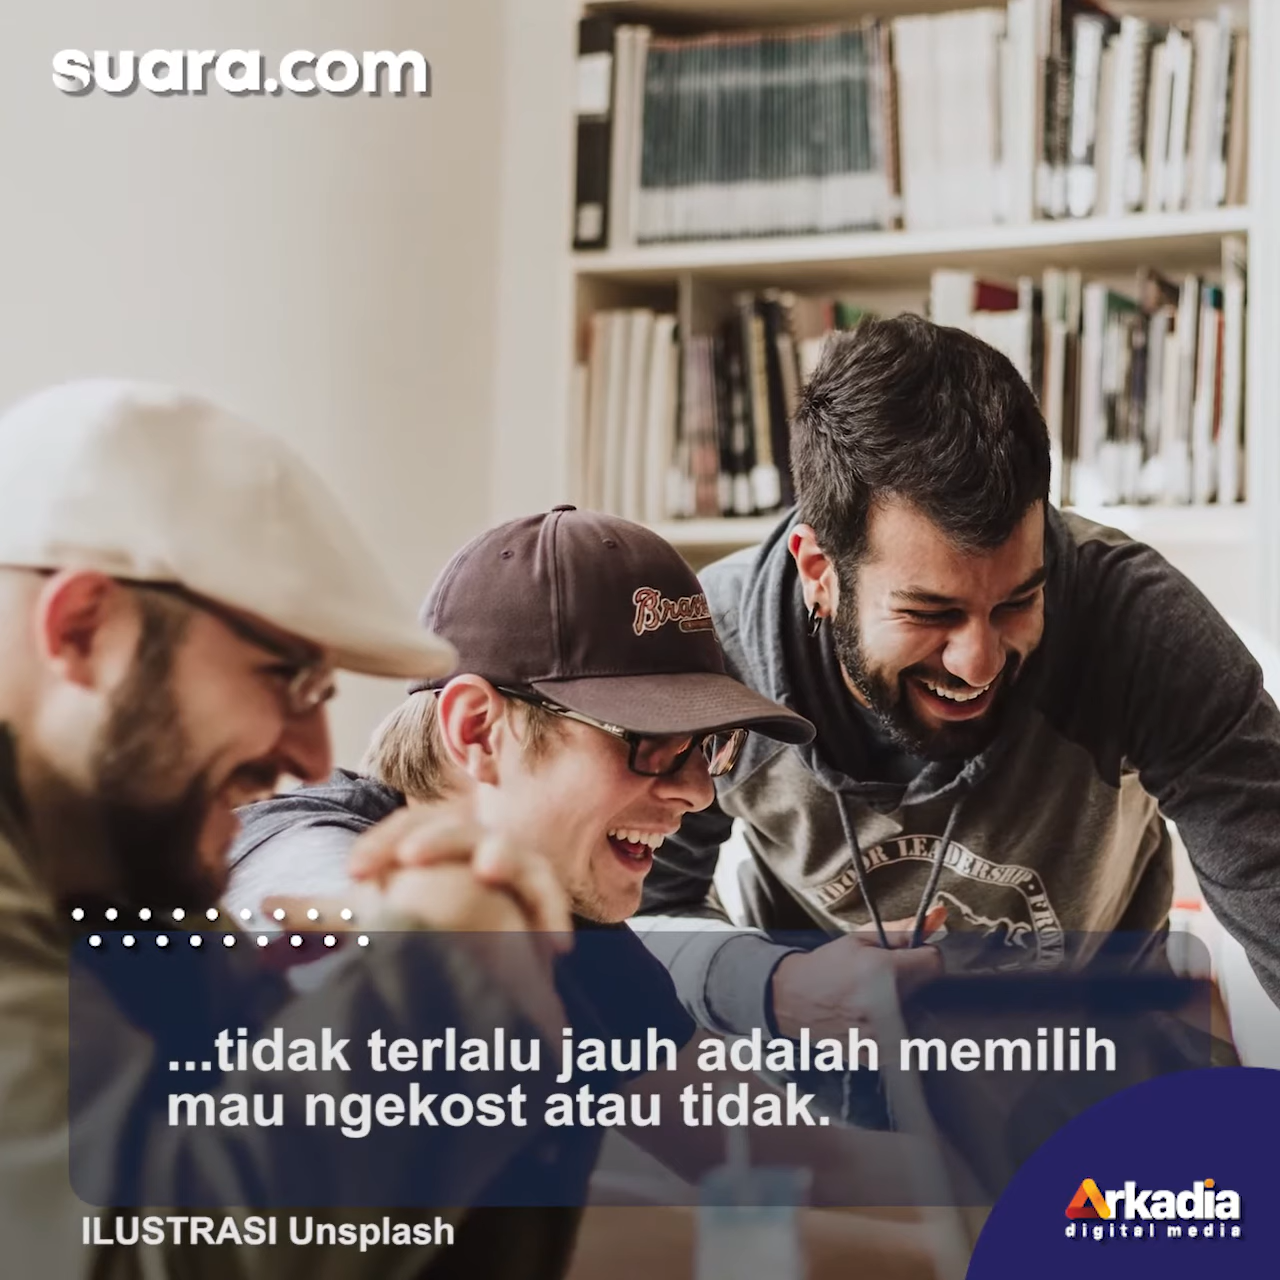 suara.com
...tidak terlalu jauh adalah memilih
mau ngekost atau tidak.
ILUSTRASI Unsplash
Arkadia
digital media